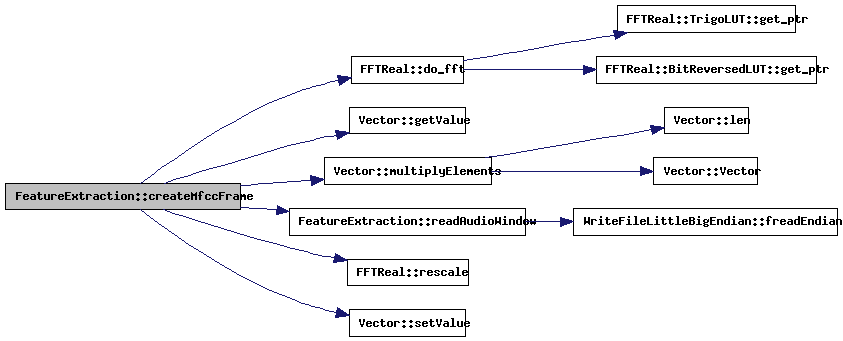 FFTReal::TrigoLUT::get_ptr
FFTReal::do_fft
FFTReal::BitReversedLUT::get_ptr
Vector::getValue
Vector::len
Vector::multiplyElements
Vector::Vector
FeatureExtraction::createMfccFrame
FeatureExtraction::readAudioWindow
WriteFileLittleBigEndian::freadEndian
FFTReal::rescale
Vector::setValue